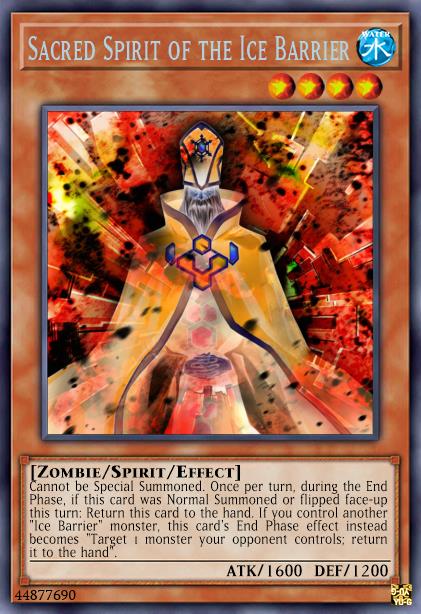 SACRED SPIRIT OF THE ICE BARRIER
WATER
水
[ZOMBIE/SPIRIT/EFFECT]
Cannot be Special Summoned. Once per turn, during the End
Phase, if this card was Normal Summoned or flipped face-up
this turn: Return this card to the hand. If you control another
"Ice Barrier" monster, this card's End Phase effect instead
becomes "Target 1 monster your opponent controls; return
it to the hand".
ATK/1600 DEF/1200
44877690